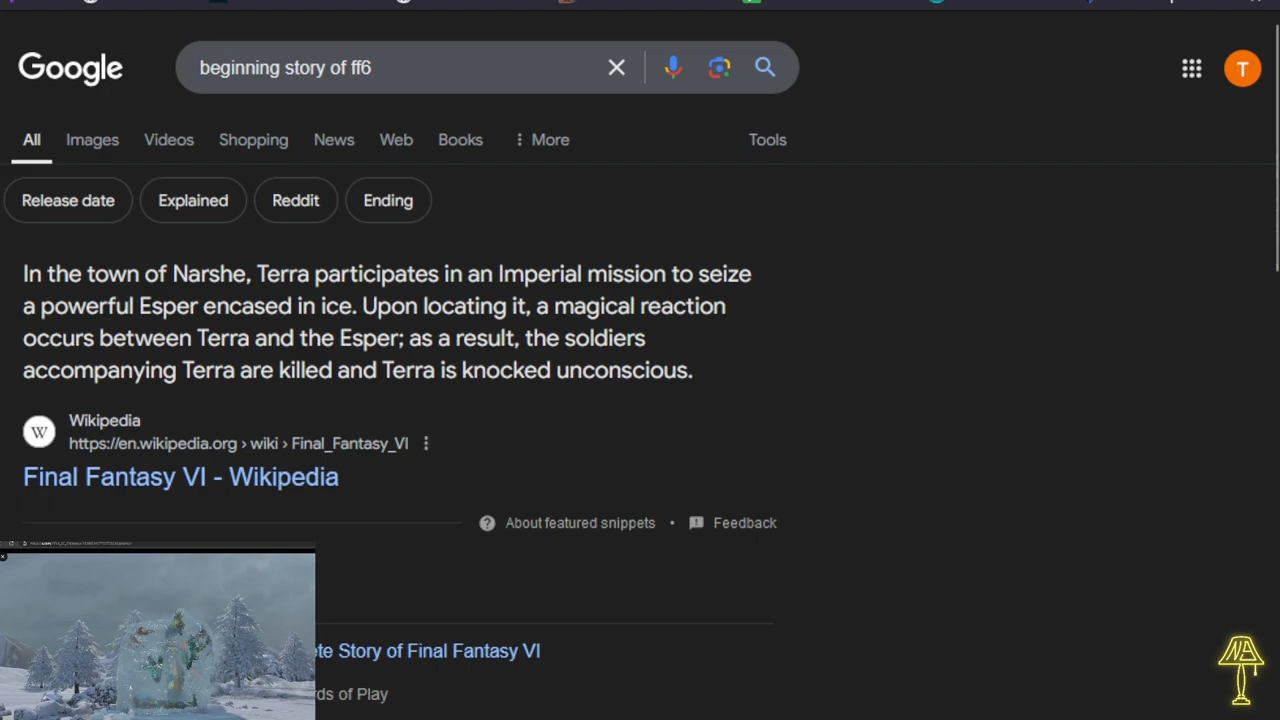 Google
beginning story of ff6
T
All Images Videos Shopping News Web Books More Tools
Release date Explained Reddit Ending
In the town of Narshe, Terra participates in an Imperial mission to seize
a powerful Esper encased in ice. Upon locating it, a magical reaction
occurs between Terra and the Esper; as a result, the soldiers
accompanying Terra are killed and Terra is knocked unconscious.
W
Wikipedia
https://en.wikipedia.org › wiki › Final_Fantasy_VI
Final Fantasy VI - Wikipedia
About featured snippets • Feedback
ete Story of Final Fantasy VI
rds of Play
NA